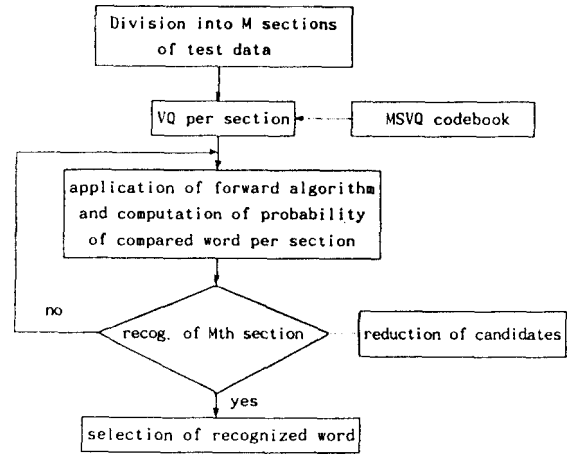 Division into M sections
of test data
VQ per section
MSVQ codebook
application of forward algorithm
and computation of probability
of compared word per section
no
recog. of Mth section
reduction of candidates
yes
selection of recognized word